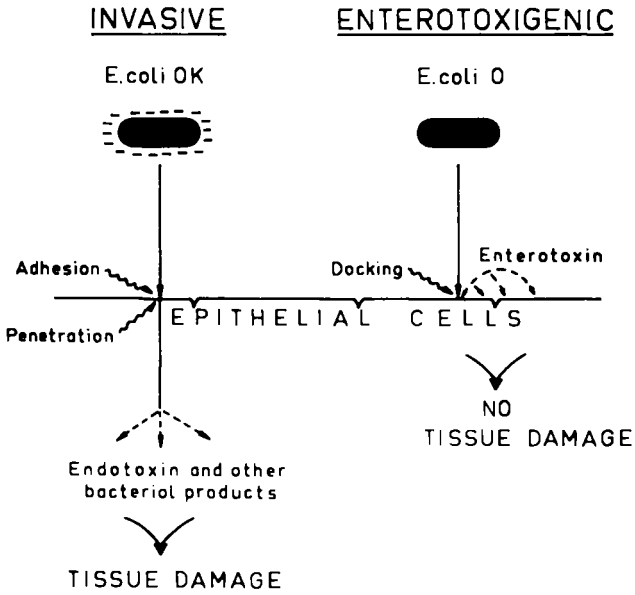 INVASIVE
E.coli OK
Adhesion
Penetration
Endotoxin and other
bacterial products
TISSUE DAMAGE
ENTEROTOXIGENIC
E.coli O
Docking
Enterotoxin
EPITHELIAL CELLS
NO
TISSUE DAMAGE